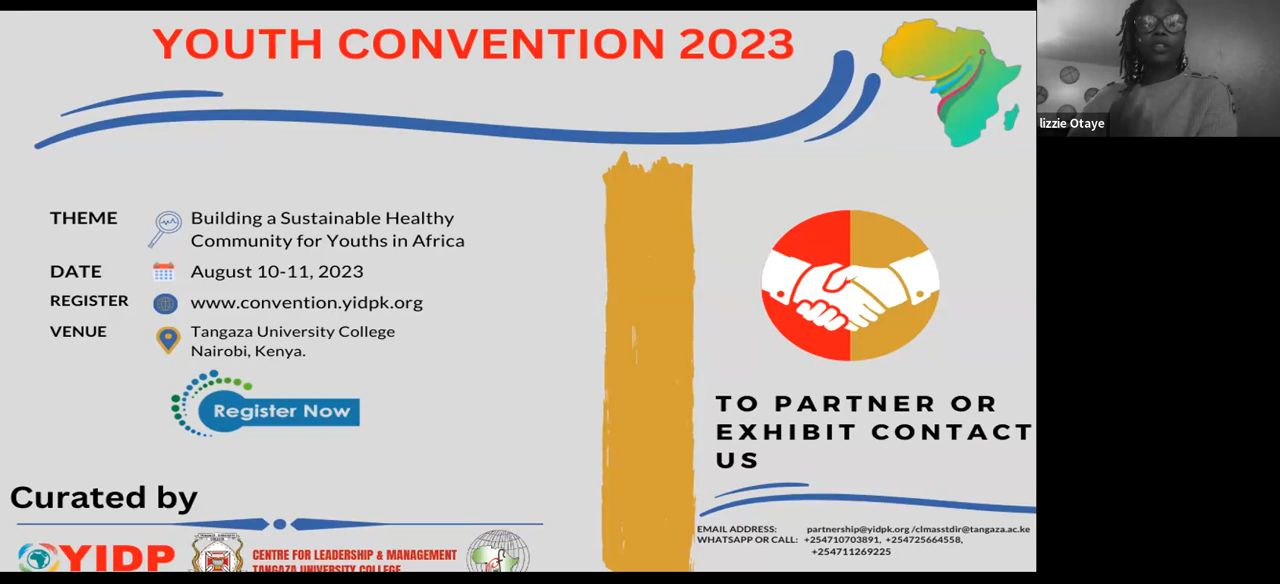 YOUTH CONVENTION 2023
THEME
Building a Sustainable Healthy
Community for Youths in Africa
DATE
August 10-11, 2023
REGISTER
www.convention.yidpk.org
VENUE
Tangaza University College
Nairobi, Kenya.
Register Now
Curated by
YIDP
CENTRE FOR LEADERSHIP & MANAGEMENT
TANGAZA UNIVERSITY COLLEGE
TO PARTNER OR
EXHIBIT CONTACT
US
EMAIL ADDRESS: partnership@yidpk.org /clmasstdir@tangaza.ac.ke
WHATSAPP OR CALL: +254710703891, +254725664558,
+254711269225
lizzie Otaye